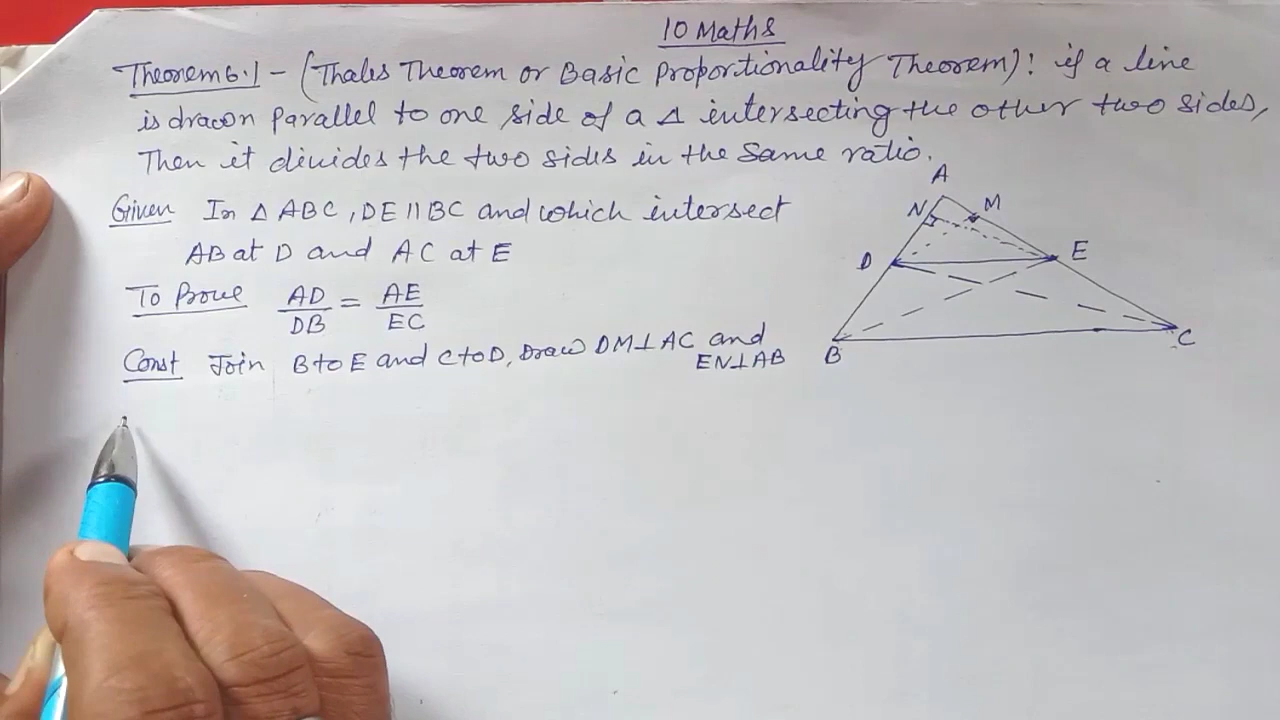 10 Maths
Theorem 6.1 - (Thales Theorem or Basic Proportionality Theorem): if a line
is drawn parallel to one side of a Δ intersecting the other two sides,
Then it divides the two sides in the same ratio.
Given In Δ ABC, DE || BC and which intersect
AB at D and AC at E
To Prove AD/DB = AE/EC
Const Join B to E and C to D, Draw DM⊥AC and
EN⊥AB
A
N M
D E
B C